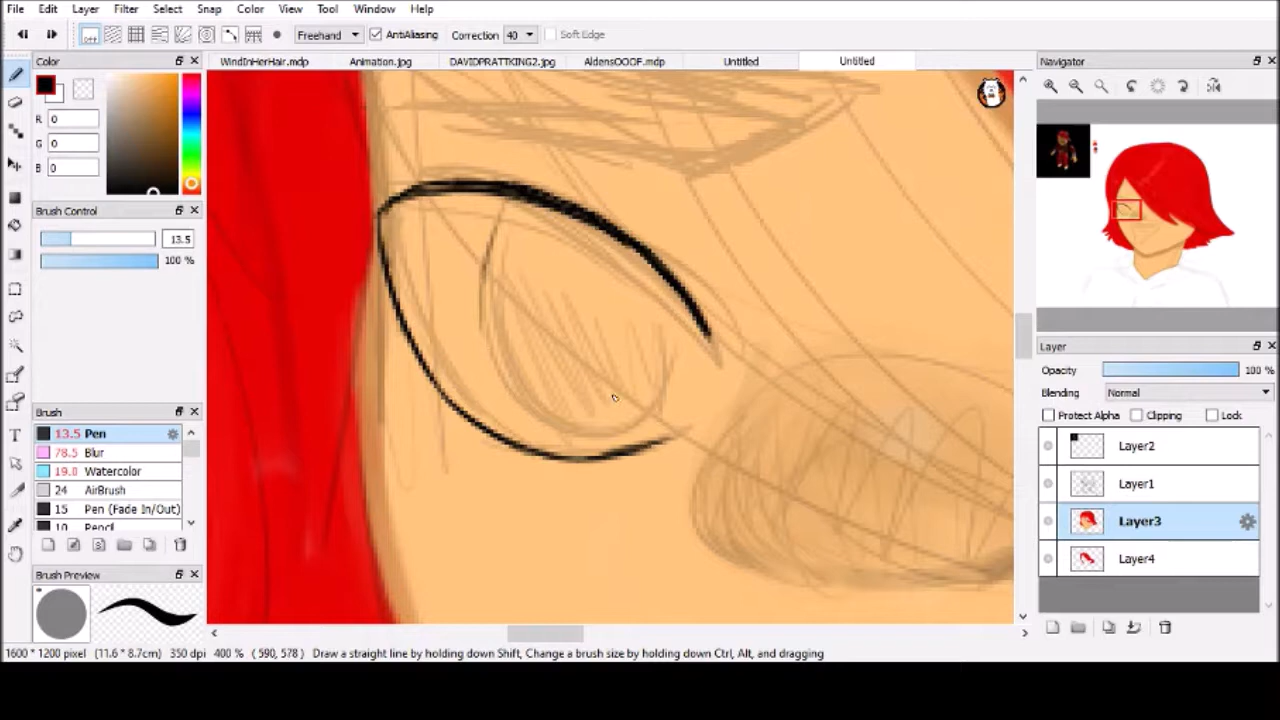 File Edit Layer Filter Select Snap Color View Tool Window Help
Off Freehand AntiAliasing Correction 40 Soft Edge
Color
WindInHerHair.mdp Animation.jpg DAVIDPRATTKING2.jpg AldensOOOF.mdp Untitled Untitled
Navigator
R 0
G 0
B 0
Brush Control
13.5
100 %
Layer
Opacity 100 %
Blending Normal
Protect Alpha Clipping Lock
Brush
13.5 Pen
78.5 Blur
19.0 Watercolor
24 AirBrush
15 Pen (Fade In/Out)
10 Pencil
Layer2
Layer1
Layer3
Layer4
Brush Preview
T
1600 * 1200 pixel (11.6 * 8.7cm) 350 dpi 400 % ( 590, 578 ) Draw a straight line by holding down Shift, Change a brush size by holding down Ctrl, Alt, and dragging